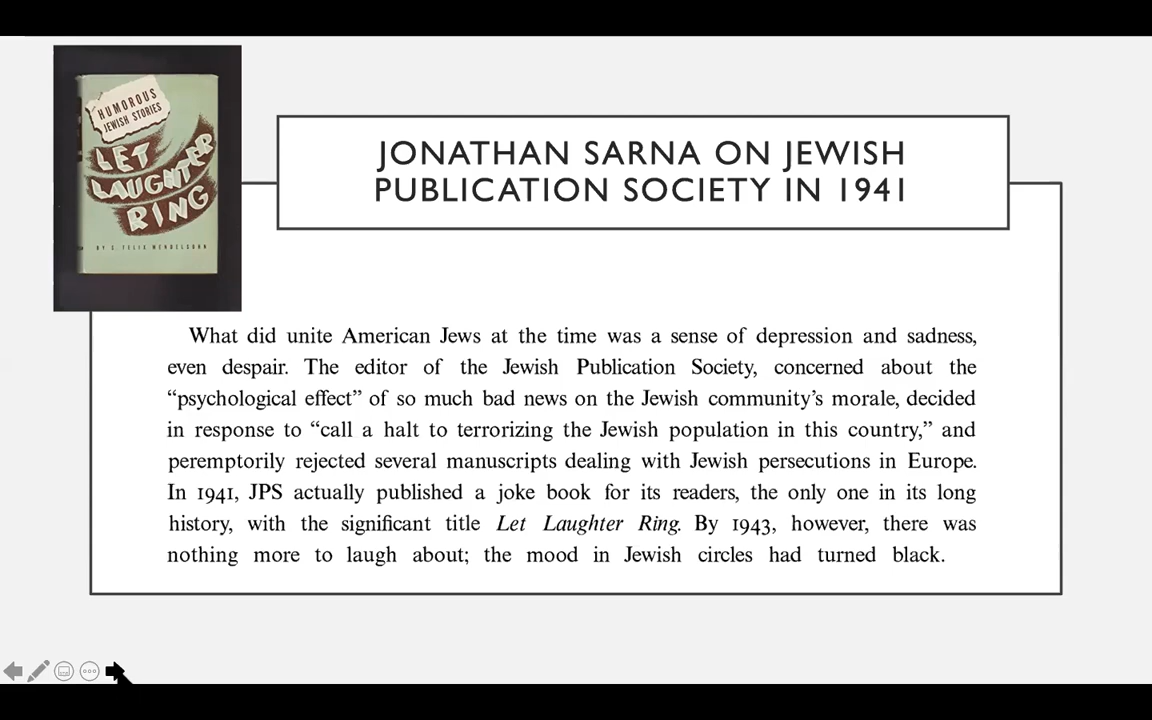 HUMOROUS
JEWISH STORIES
LET
LAUGHTER
RING
BY S. FELIX MENDELSOHN
JONATHAN SARNA ON JEWISH
PUBLICATION SOCIETY IN 1941
What did unite American Jews at the time was a sense of depression and sadness,
even despair. The editor of the Jewish Publication Society, concerned about the
“psychological effect” of so much bad news on the Jewish community’s morale, decided
in response to “call a halt to terrorizing the Jewish population in this country,” and
peremptorily rejected several manuscripts dealing with Jewish persecutions in Europe.
In 1941, JPS actually published a joke book for its readers, the only one in its long
history, with the significant title Let Laughter Ring. By 1943, however, there was
nothing more to laugh about; the mood in Jewish circles had turned black.